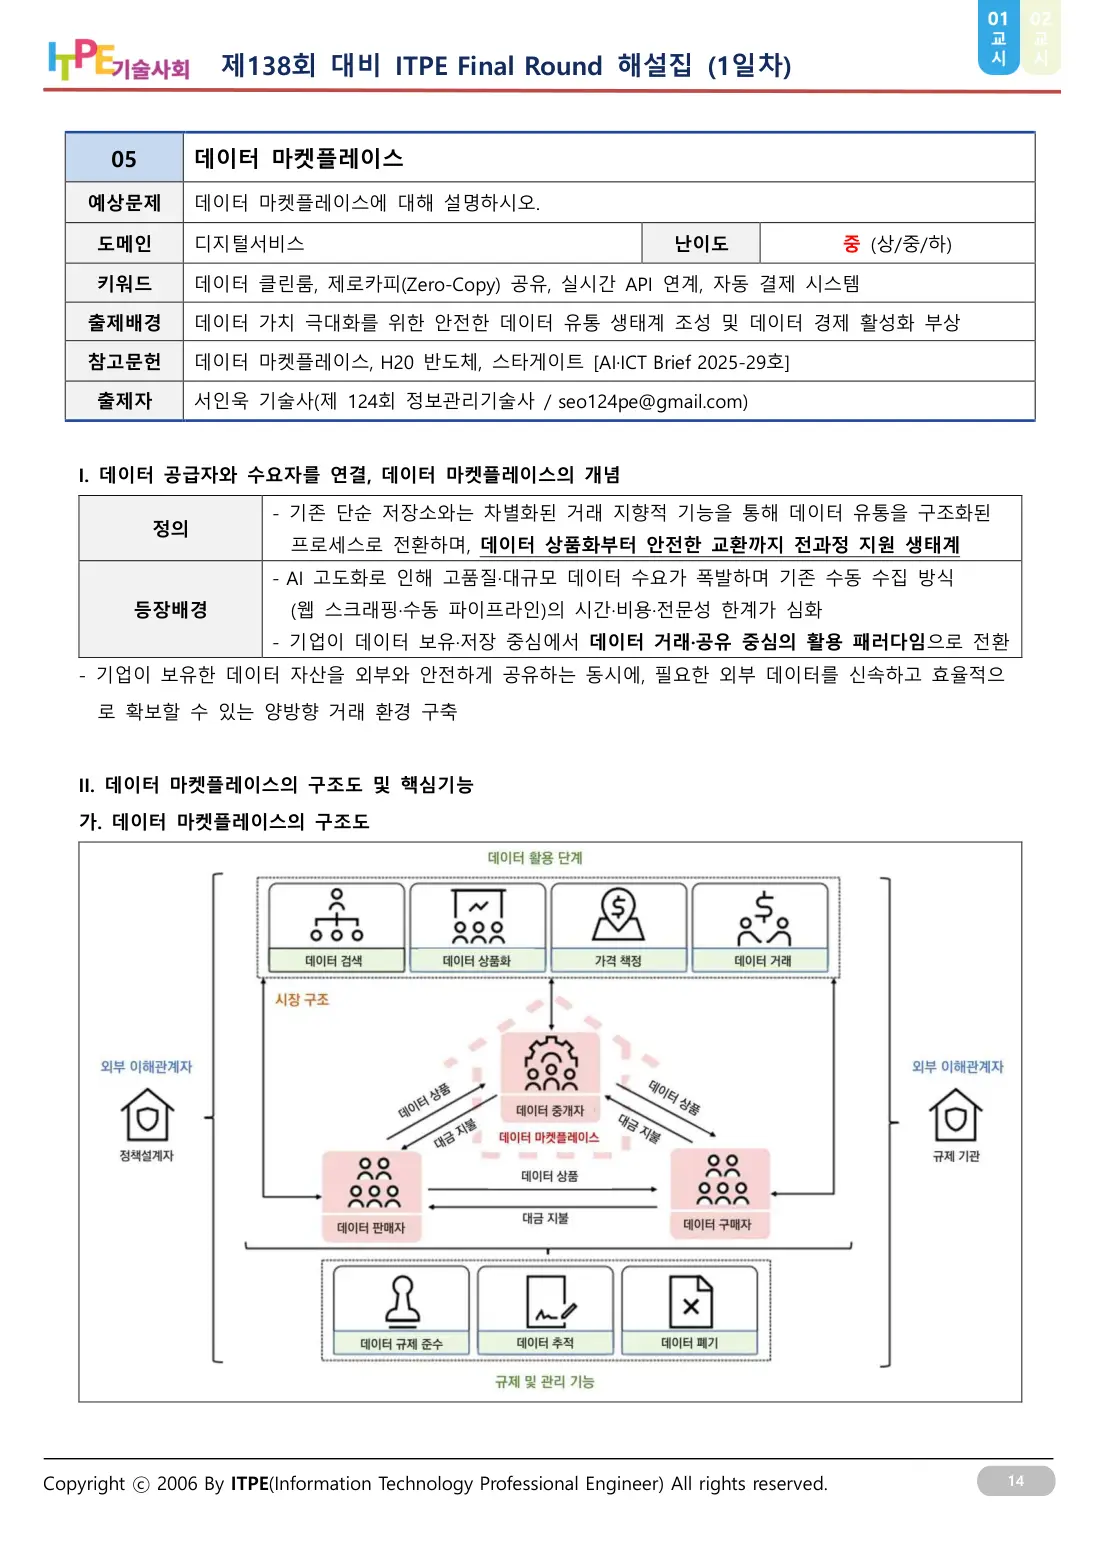 ITPE기술사회 제138회 대비 ITPE Final Round 해설집 (1일차)
01 교시
02 교시
05 데이터 마켓플레이스
예상문제 데이터 마켓플레이스에 대해 설명하시오.
도메인 디지털서비스 난이도 중 (상/중/하)
키워드 데이터 클린룸, 제로카피(Zero-Copy) 공유, 실시간 API 연계, 자동 결제 시스템
출제배경 데이터 가치 극대화를 위한 안전한 데이터 유통 생태계 조성 및 데이터 경제 활성화 부상
참고문헌 데이터 마켓플레이스, H20 반도체, 스타게이트 [AI·ICT Brief 2025-29호]
출제자 서인욱 기술사(제 124회 정보관리기술사 / seo124pe@gmail.com)
I. 데이터 공급자와 수요자를 연결, 데이터 마켓플레이스의 개념
정의
- 기존 단순 저장소와는 차별화된 거래 지향적 기능을 통해 데이터 유통을 구조화된
프로세스로 전환하며, 데이터 상품화부터 안전한 교환까지 전과정 지원 생태계
등장배경
- AI 고도화로 인해 고품질·대규모 데이터 수요가 폭발하며 기존 수동 수집 방식
(웹 스크래핑·수동 파이프라인)의 시간·비용·전문성 한계가 심화
- 기업이 데이터 보유·저장 중심에서 데이터 거래·공유 중심의 활용 패러다임으로 전환
- 기업이 보유한 데이터 자산을 외부와 안전하게 공유하는 동시에, 필요한 외부 데이터를 신속하고 효율적으
로 확보할 수 있는 양방향 거래 환경 구축
II. 데이터 마켓플레이스의 구조도 및 핵심기능
가. 데이터 마켓플레이스의 구조도
데이터 활용 단계
데이터 검색 데이터 상품화 가격 책정 데이터 거래
시장 구조
외부 이해관계자
정책설계자
외부 이해관계자
규제 기관
데이터 중개자
데이터 마켓플레이스
데이터 상품
대금 지불
데이터 상품
대금 지불
데이터 상품
대금 지불
데이터 판매자
데이터 구매자
데이터 규제 준수 데이터 추적 데이터 폐기
규제 및 관리 기능
Copyright ⓒ 2006 By ITPE(Information Technology Professional Engineer) All rights reserved.
14